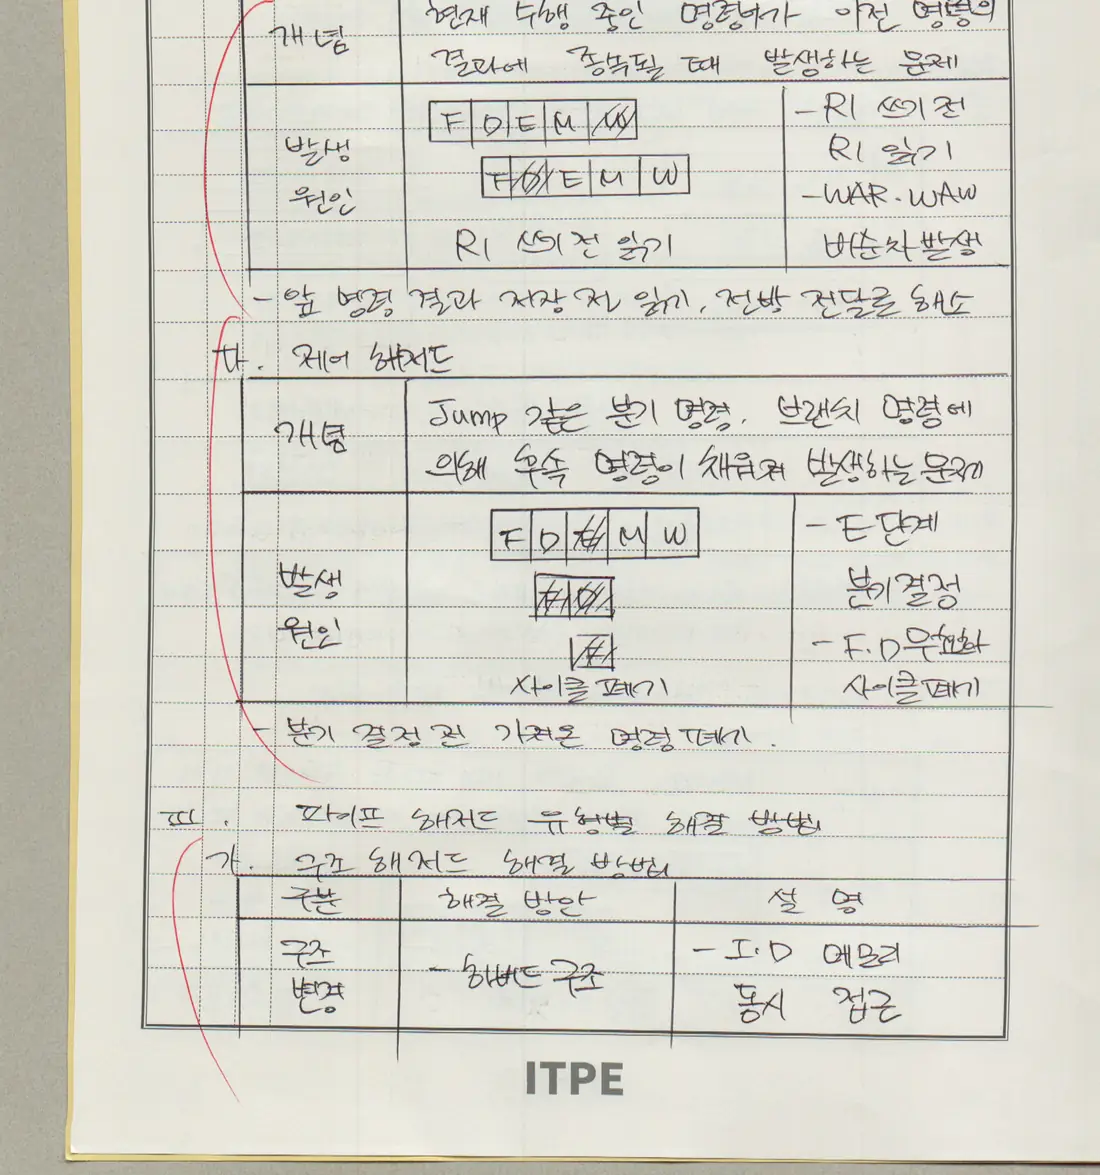 개념
현재 수행 중인 명령어가 이전 명령의
결과에 종속될 때 발생하는 문제
발생
원인
F D E M W
F D E M W
R1 쓰기 전 읽기
- R1 쓰기 전
R1 읽기
- WAR. WAW
비순차 발생
- 앞 명령 결과 저장 전 읽기, 전방 전달로 해소
다. 제어 해저드
개념
Jump 같은 분기 명령, 브랜치 명령에
의해 후속 명령이 채워져 발생하는 문제
발생
원인
F D E M W
F D
F
사이클 폐기
- E 단계
분기 결정
- F.D 무효화
사이클 폐기
- 분기 결정 전 가져온 명령 폐기.
III. 파이프 해저드 유형별 해결 방법
가. 구조 해저드 해결 방법
구분 해결 방안 설 명
구조
변경
- 하버드 구조
- I.D 메모리
동시 접근
ITPE